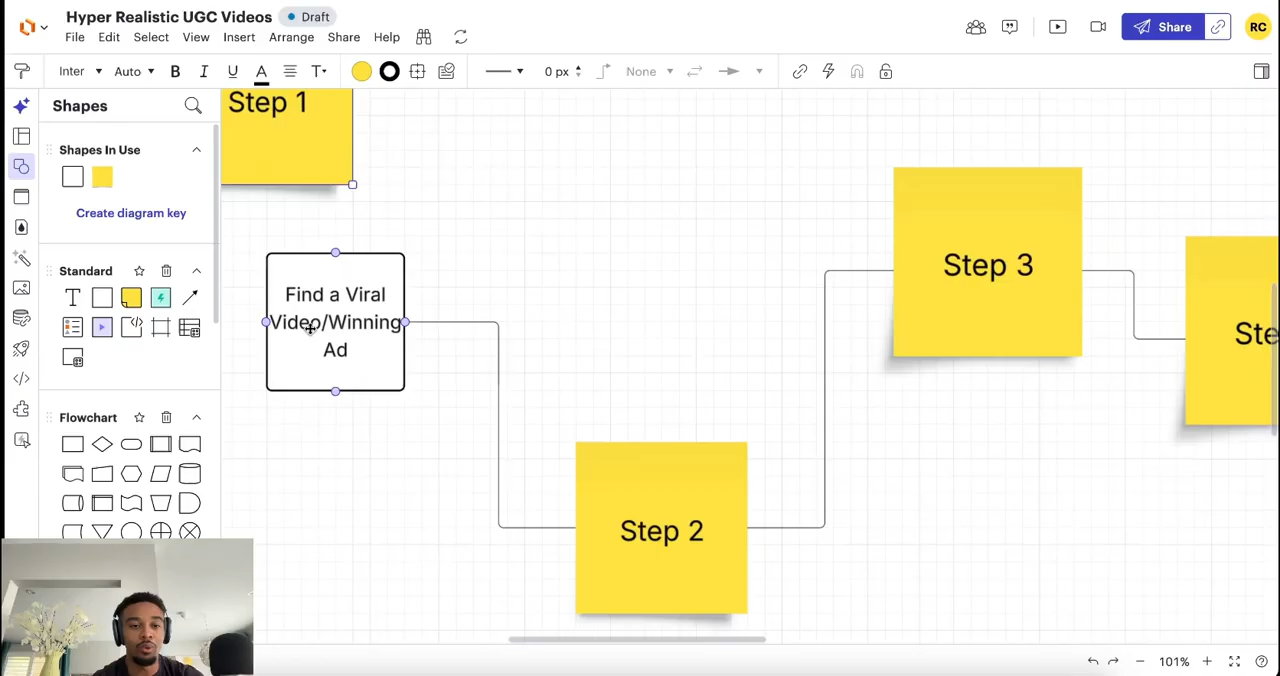 Hyper Realistic UGC Videos
Draft
File Edit Select View Insert Arrange Share Help
Share
RC
Inter Auto B I U A T 0 px None
Shapes
Shapes In Use
Create diagram key
Standard
T
Flowchart
Step 1
Find a Viral
Video/Winning
Ad
Step 2
Step 3
Ste
101%